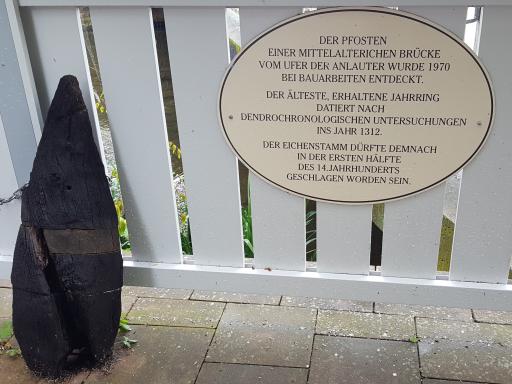 DER PFOSTEN
EINER MITTELALTERICHEN BRÜCKE
VOM UFER DER ANLAUTER WURDE 1970
BEI BAUARBEITEN ENTDECKT.
DER ÄLTESTE, ERHALTENE JAHRRING
DATIERT NACH
DENDROCHRONOLOGISCHEN UNTERSUCHUNGEN
INS JAHR 1312.
DER EICHENSTAMM DÜRFTE DEMNACH
IN DER ERSTEN HÄLFTE
DES 14.JAHRHUNDERTS
GESCHLAGEN WORDEN SEIN.